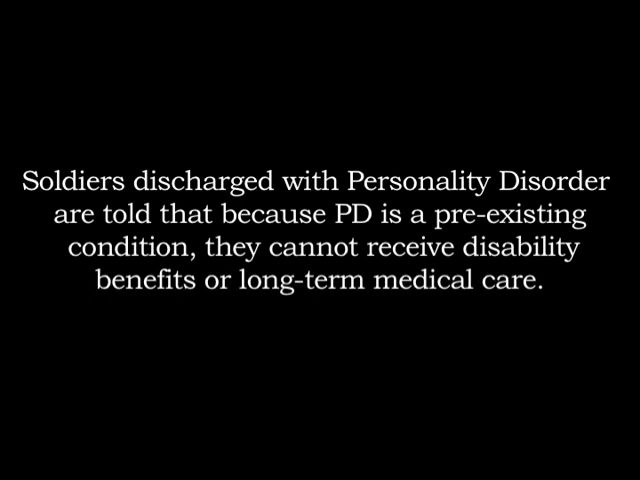 Soldiers discharged with Personality Disorder
are told that because PD is a pre-existing
condition, they cannot receive disability
benefits or long-term medical care.